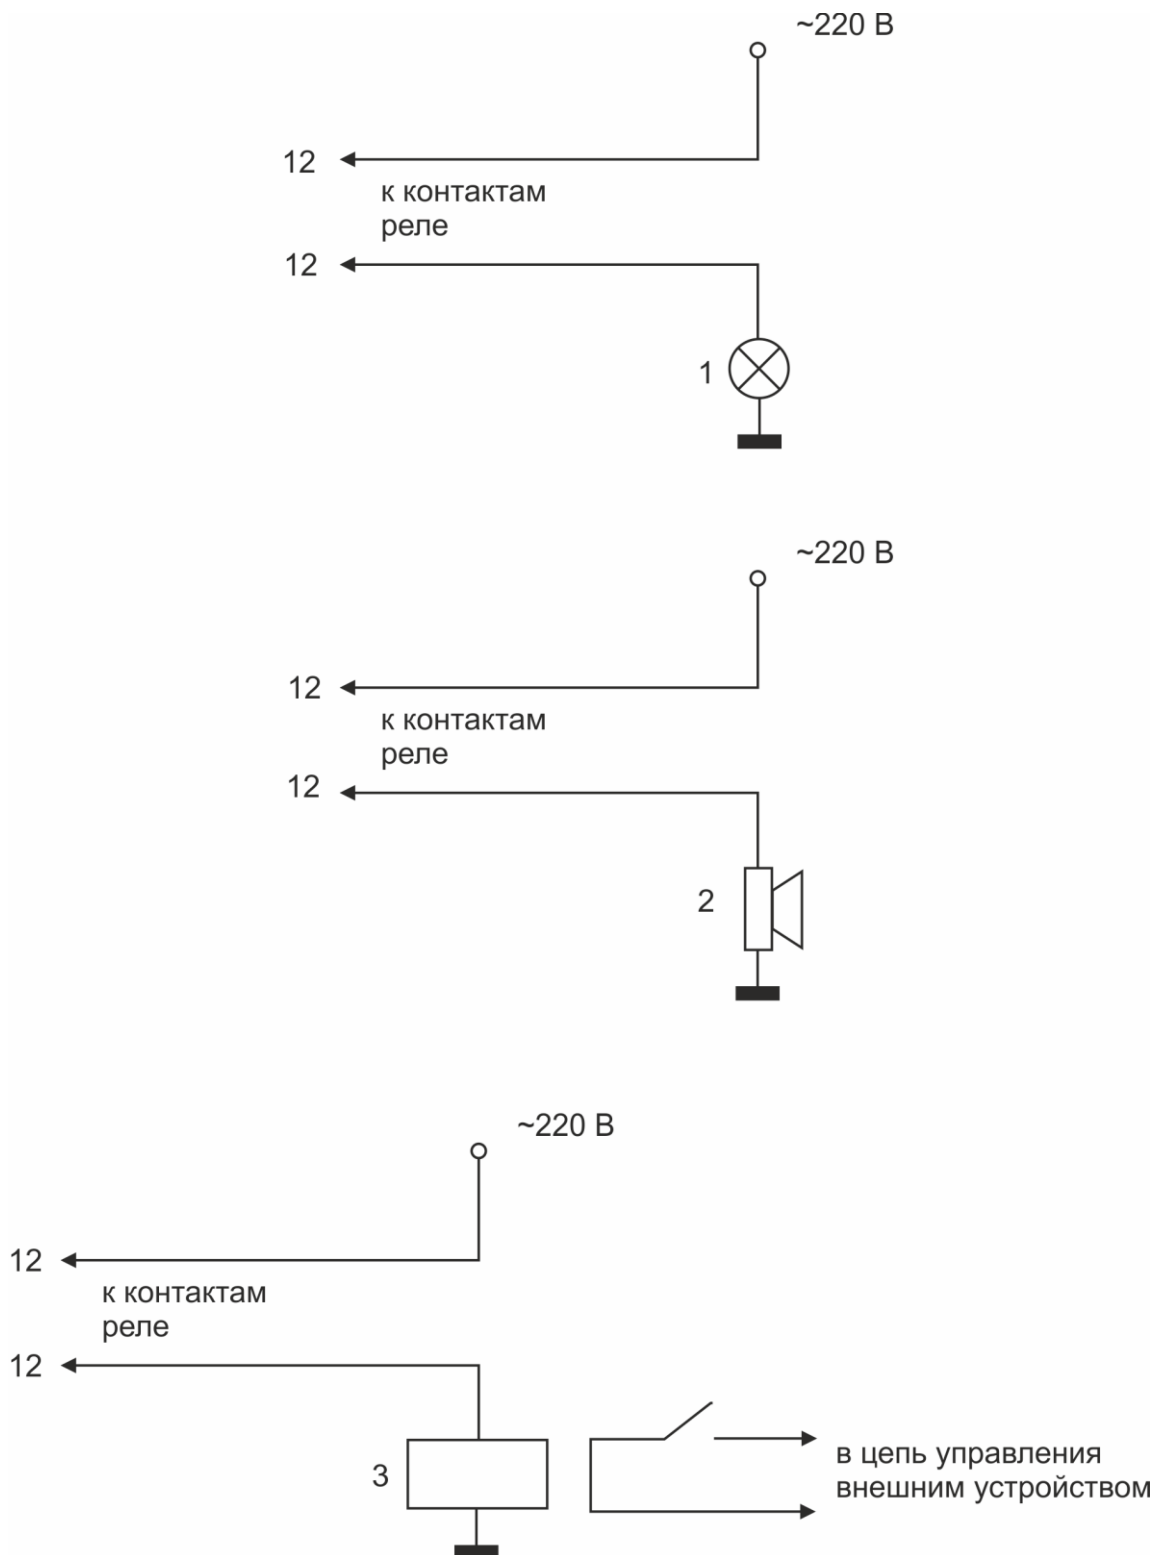 ~220 В
12
к контактам
реле
12
1
~220 В
12
к контактам
реле
12
2
~220 В
12
к контактам
реле
12
3
в цепь управления
внешним устройством